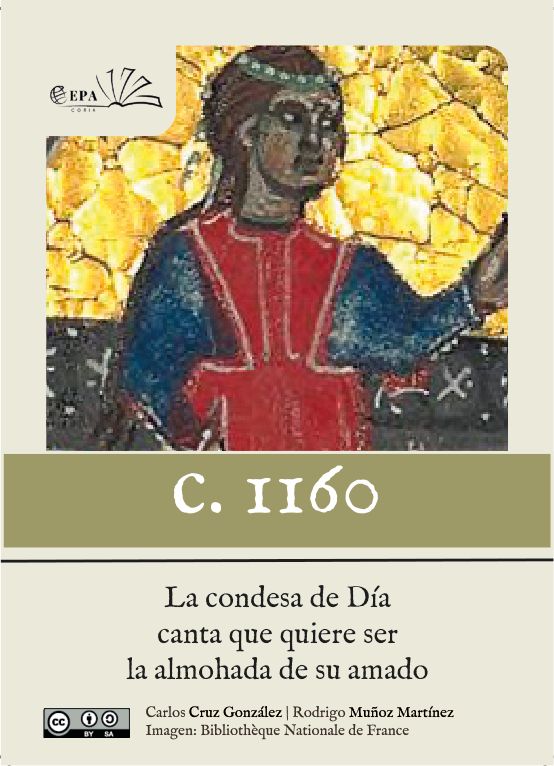 EPA
CORIA
C. 1160
La condesa de Día
canta que quiere ser
la almohada de su amado
Carlos Cruz González | Rodrigo Muñoz Martínez
Imagen: Bibliothèque Nationale de France
cc BY SA